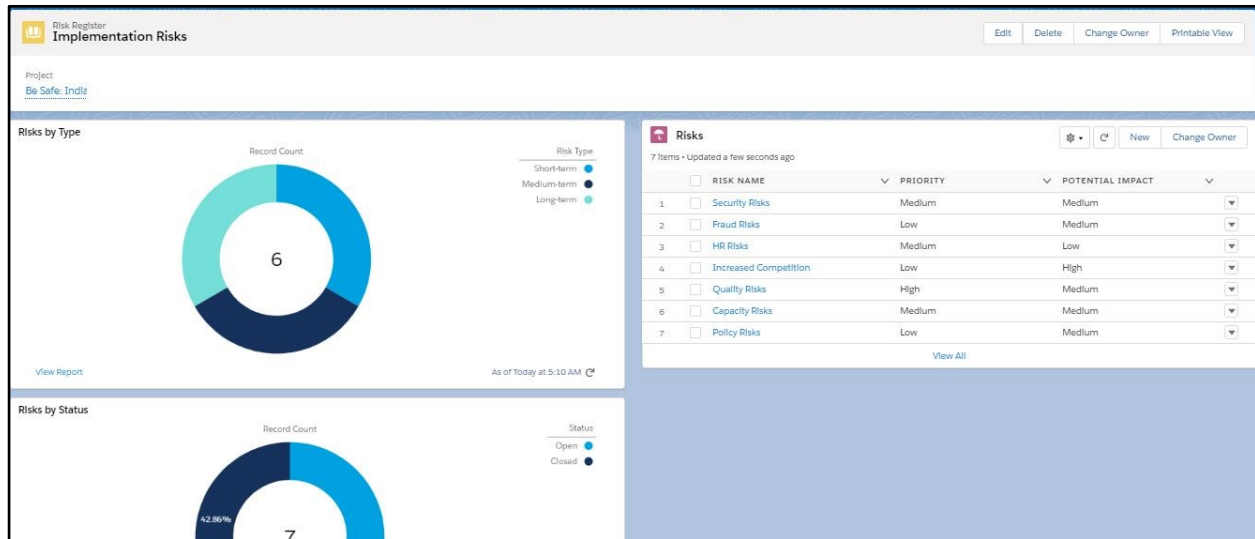 Risk Register
Implementation Risks
Edit Delete Change Owner Printable View
Project
Be Safe: India
Risks by Type
Record Count
Risk Type
Short-term
Medium-term
Long-term
6
View Report
As of Today at 5:10 AM
Risks by Status
Record Count
Status
Open
Closed
42.86%
7
Risks
New Change Owner
7 items • Updated a few seconds ago
RISK NAME PRIORITY POTENTIAL IMPACT
1 Security Risks Medium Medium
2 Fraud Risks Low Medium
3 HR Risks Medium Low
4 Increased Competition Low High
5 Quality Risks High Medium
6 Capacity Risks Medium Medium
7 Policy Risks Low Medium
View All